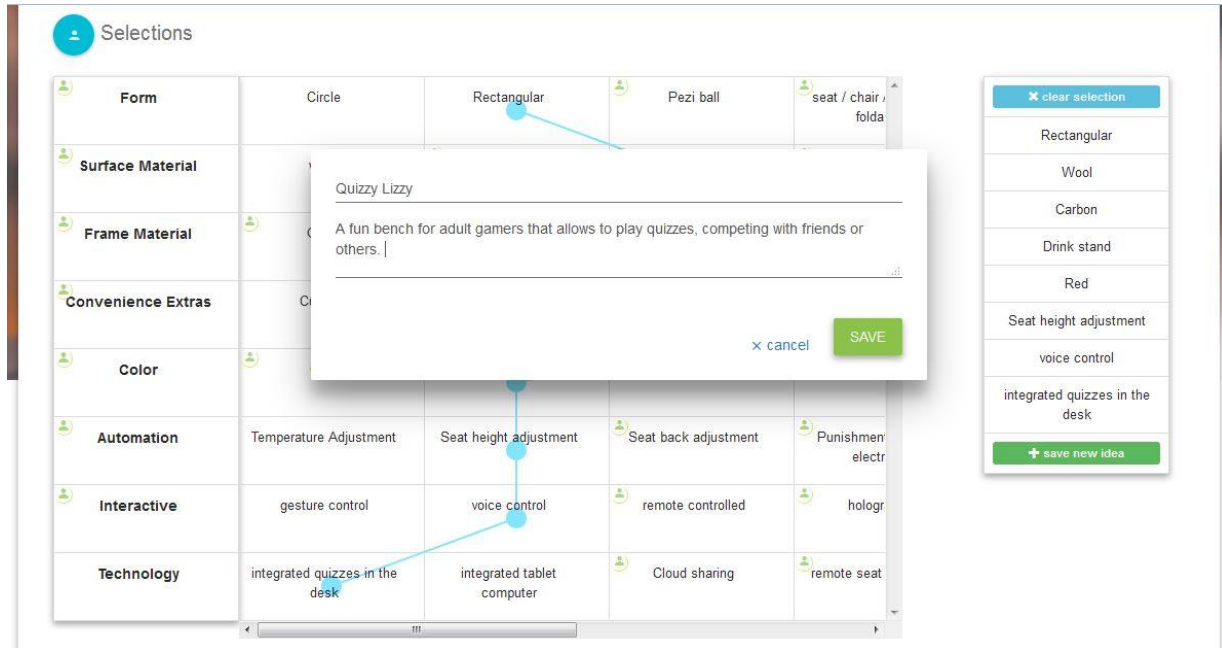 Selections
Form
Circle
Rectangular
Pezi ball
seat / chair /
folda
Surface Material
Frame Material
Convenience Extras
Color
Automation
Temperature Adjustment
Seat height adjustment
Seat back adjustment
Punishment
electr
Interactive
gesture control
voice control
remote controlled
hologr
Technology
integrated quizzes in the
desk
integrated tablet
computer
Cloud sharing
remote seat
Quizzy Lizzy
A fun bench for adult gamers that allows to play quizzes, competing with friends or
others.
× cancel
SAVE
✖ clear selection
Rectangular
Wool
Carbon
Drink stand
Red
Seat height adjustment
voice control
integrated quizzes in the
desk
+ save new idea